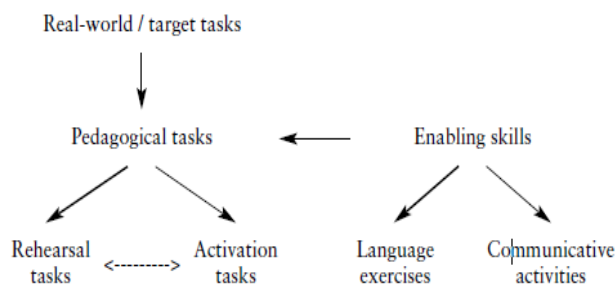 Real-world / target tasks
Pedagogical tasks
Enabling skills
Rehearsal
tasks
Activation
tasks
Language
exercises
Communicative
activities